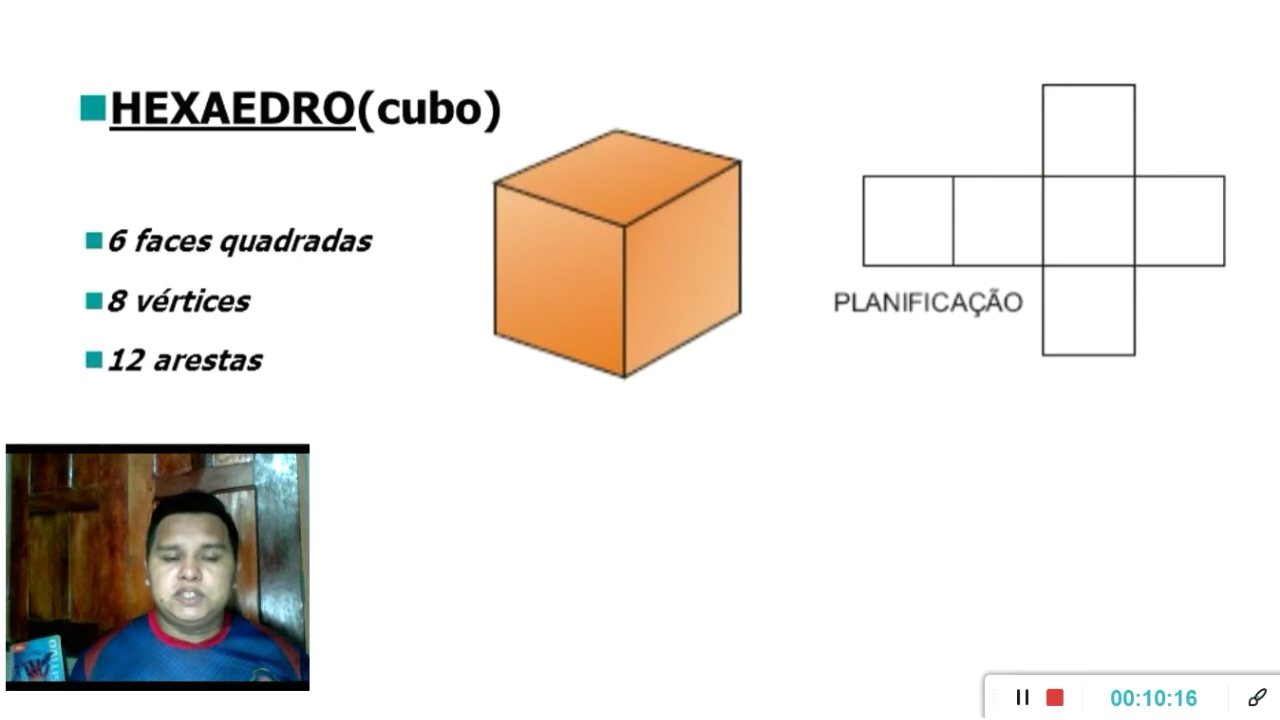 HEXAEDRO(cubo)
6 faces quadradas
8 vértices
12 arestas
PLANIFICAÇÃO
00:10:16